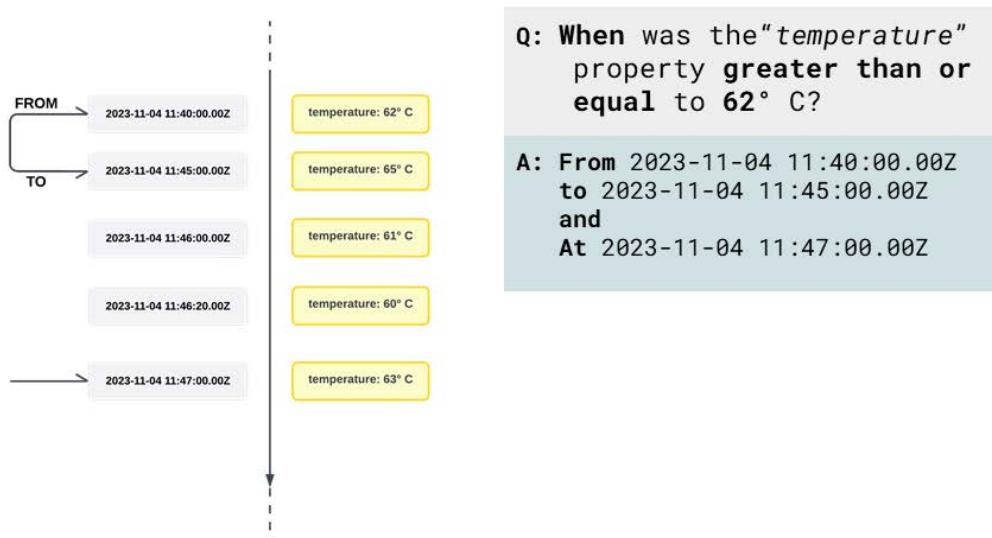 FROM
2023-11-04 11:40:00.00Z
temperature: 62° C
2023-11-04 11:45:00.00Z
temperature: 65° C
TO
2023-11-04 11:46:00.00Z
temperature: 61° C
2023-11-04 11:46:20.00Z
temperature: 60° C
2023-11-04 11:47:00.00Z
temperature: 63° C
Q: When was the“temperature”
property greater than or
equal to 62° C?
A: From 2023-11-04 11:40:00.00Z
to 2023-11-04 11:45:00.00Z
and
At 2023-11-04 11:47:00.00Z